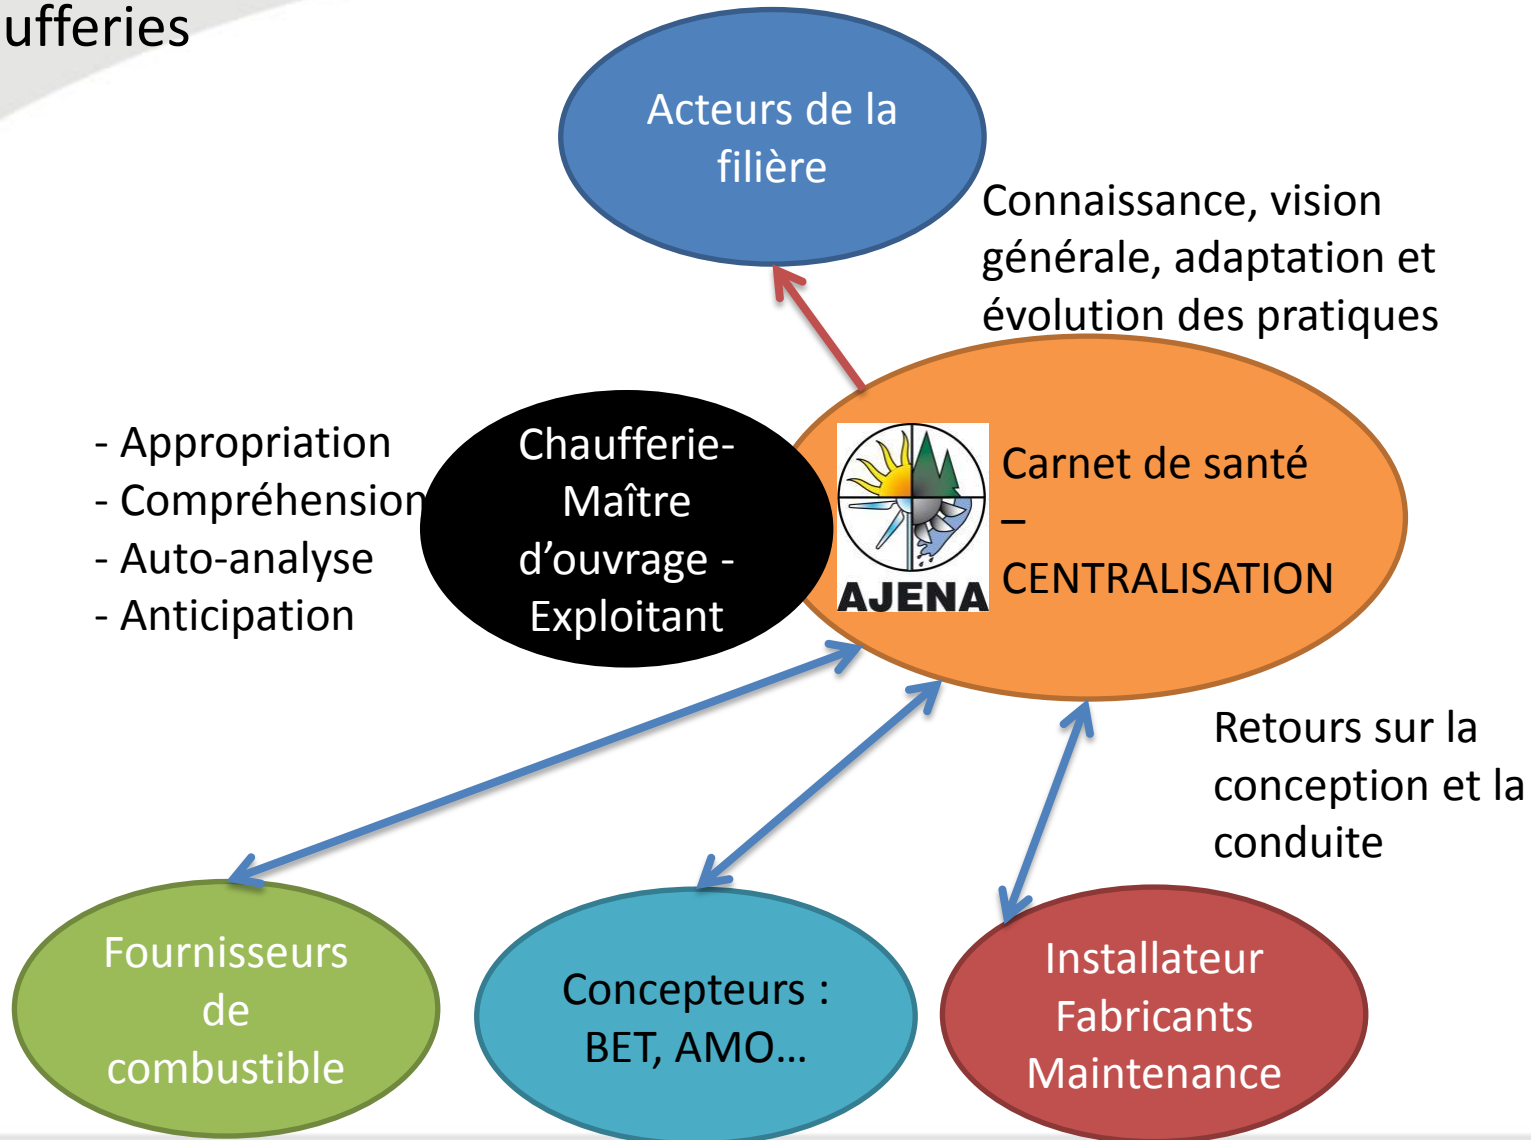 ufferies
Acteurs de la
filière
Connaissance, vision
générale, adaptation et
évolution des pratiques
- Appropriation
- Compréhension
- Auto-analyse
- Anticipation
Chaufferie-
Maître
d’ouvrage -
Exploitant
AJENA
Carnet de santé
–
CENTRALISATION
Retours sur la
conception et la
conduite
Fournisseurs
de
combustible
Concepteurs :
BET, AMO…
Installateur
Fabricants
Maintenance